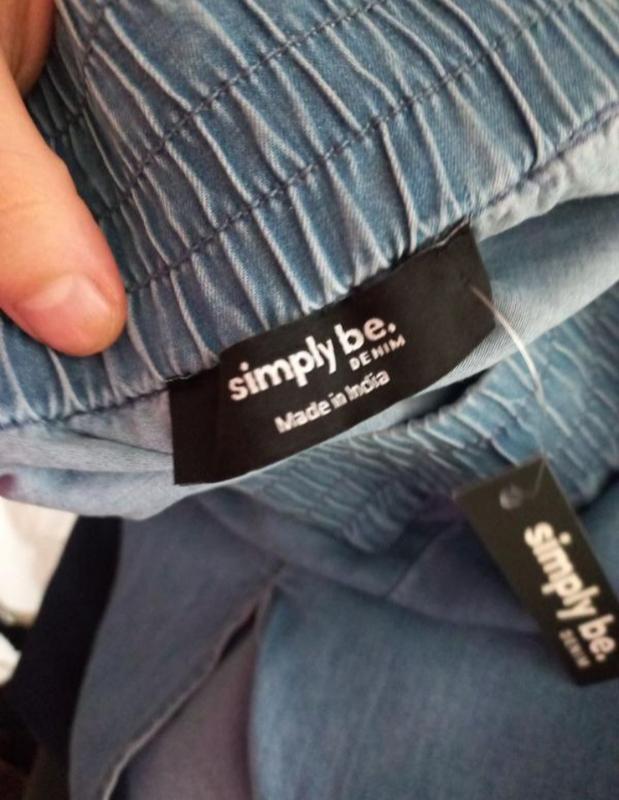 simply be.
DENIM
Made in India
simply be.
DENIM